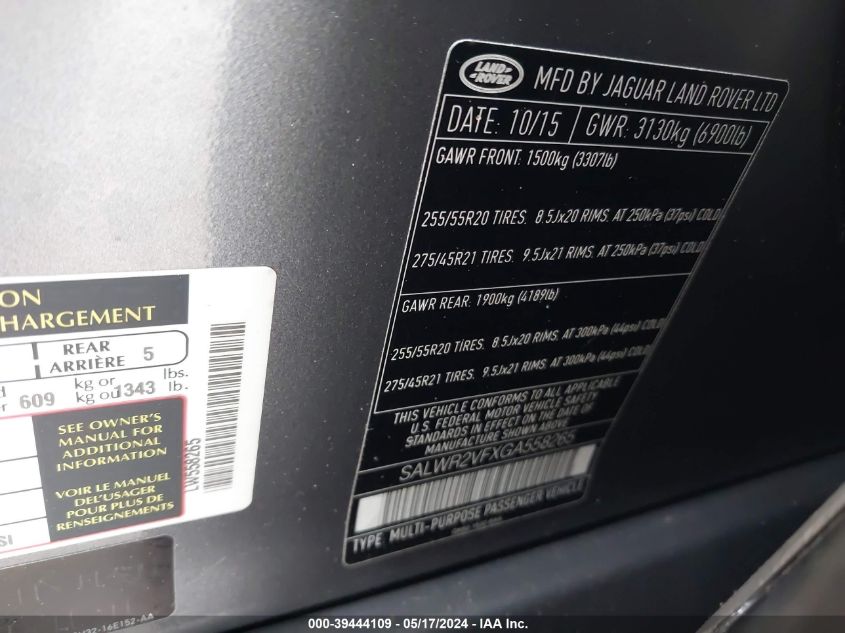 LAND ROVER
MFD BY JAGUAR LAND ROVER LTD
DATE: 10/15 GWR: 3130kg (6900lb)
GAWR FRONT: 1500kg (3307lb)
255/55R20 TIRES. 8.5Jx20 RIMS. AT 250kPa (37psi) COLD
275/45R21 TIRES. 9.5Jx21 RIMS. AT 250kPa (37psi) COLD
GAWR REAR: 1900kg (4189lb)
255/55R20 TIRES. 8.5Jx20 RIMS. AT 300kPa (44psi) COLD
275/45R21 TIRES. 9.5Jx21 RIMS. AT 300kPa (44psi) COLD
THIS VEHICLE CONFORMS TO ALL APPLICABLE
U.S. FEDERAL MOTOR VEHICLE SAFETY
STANDARDS IN EFFECT ON THE DATE OF
SALWR2VFXGA558265
TYPE: MULTI-PURPOSE PASSENGER VEHICLE
ON
HARGEMENT
REAR
ARRIÈRE 5
609 kg or 1343 lbs.
kg ou lb.
SEE OWNER'S
MANUAL FOR
ADDITIONAL
INFORMATION
VOIR LE MANUEL
DE L'USAGER
POUR PLUS DE
RENSEIGNEMENTS
SI
LW558265
16E152-AA
000-39444109 - 05/17/2024 - IAA Inc.